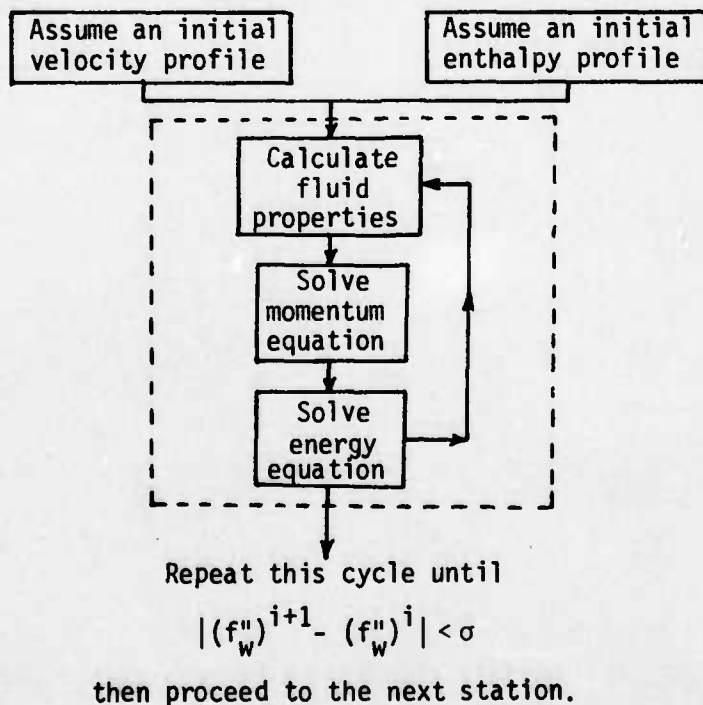 Assume an initial
velocity profile
Assume an initial
enthalpy profile
Calculate
fluid
properties
Solve
momentum
equation
Solve
energy
equation
Repeat this cycle until
|(f"w)^i+1 - (f"w)^i| < σ
then proceed to the next station.